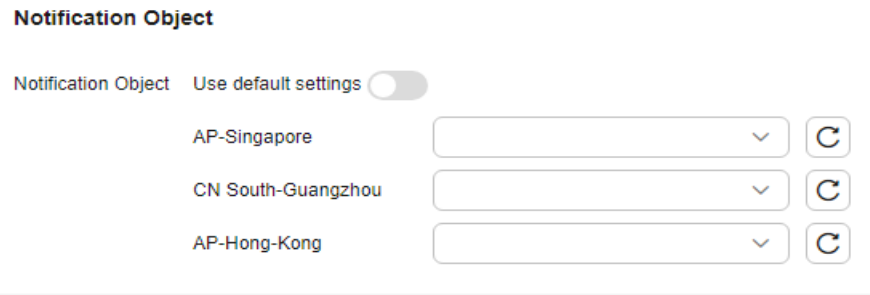 Notification Object
Notification Object Use default settings
AP-Singapore
CN South-Guangzhou
AP-Hong-Kong